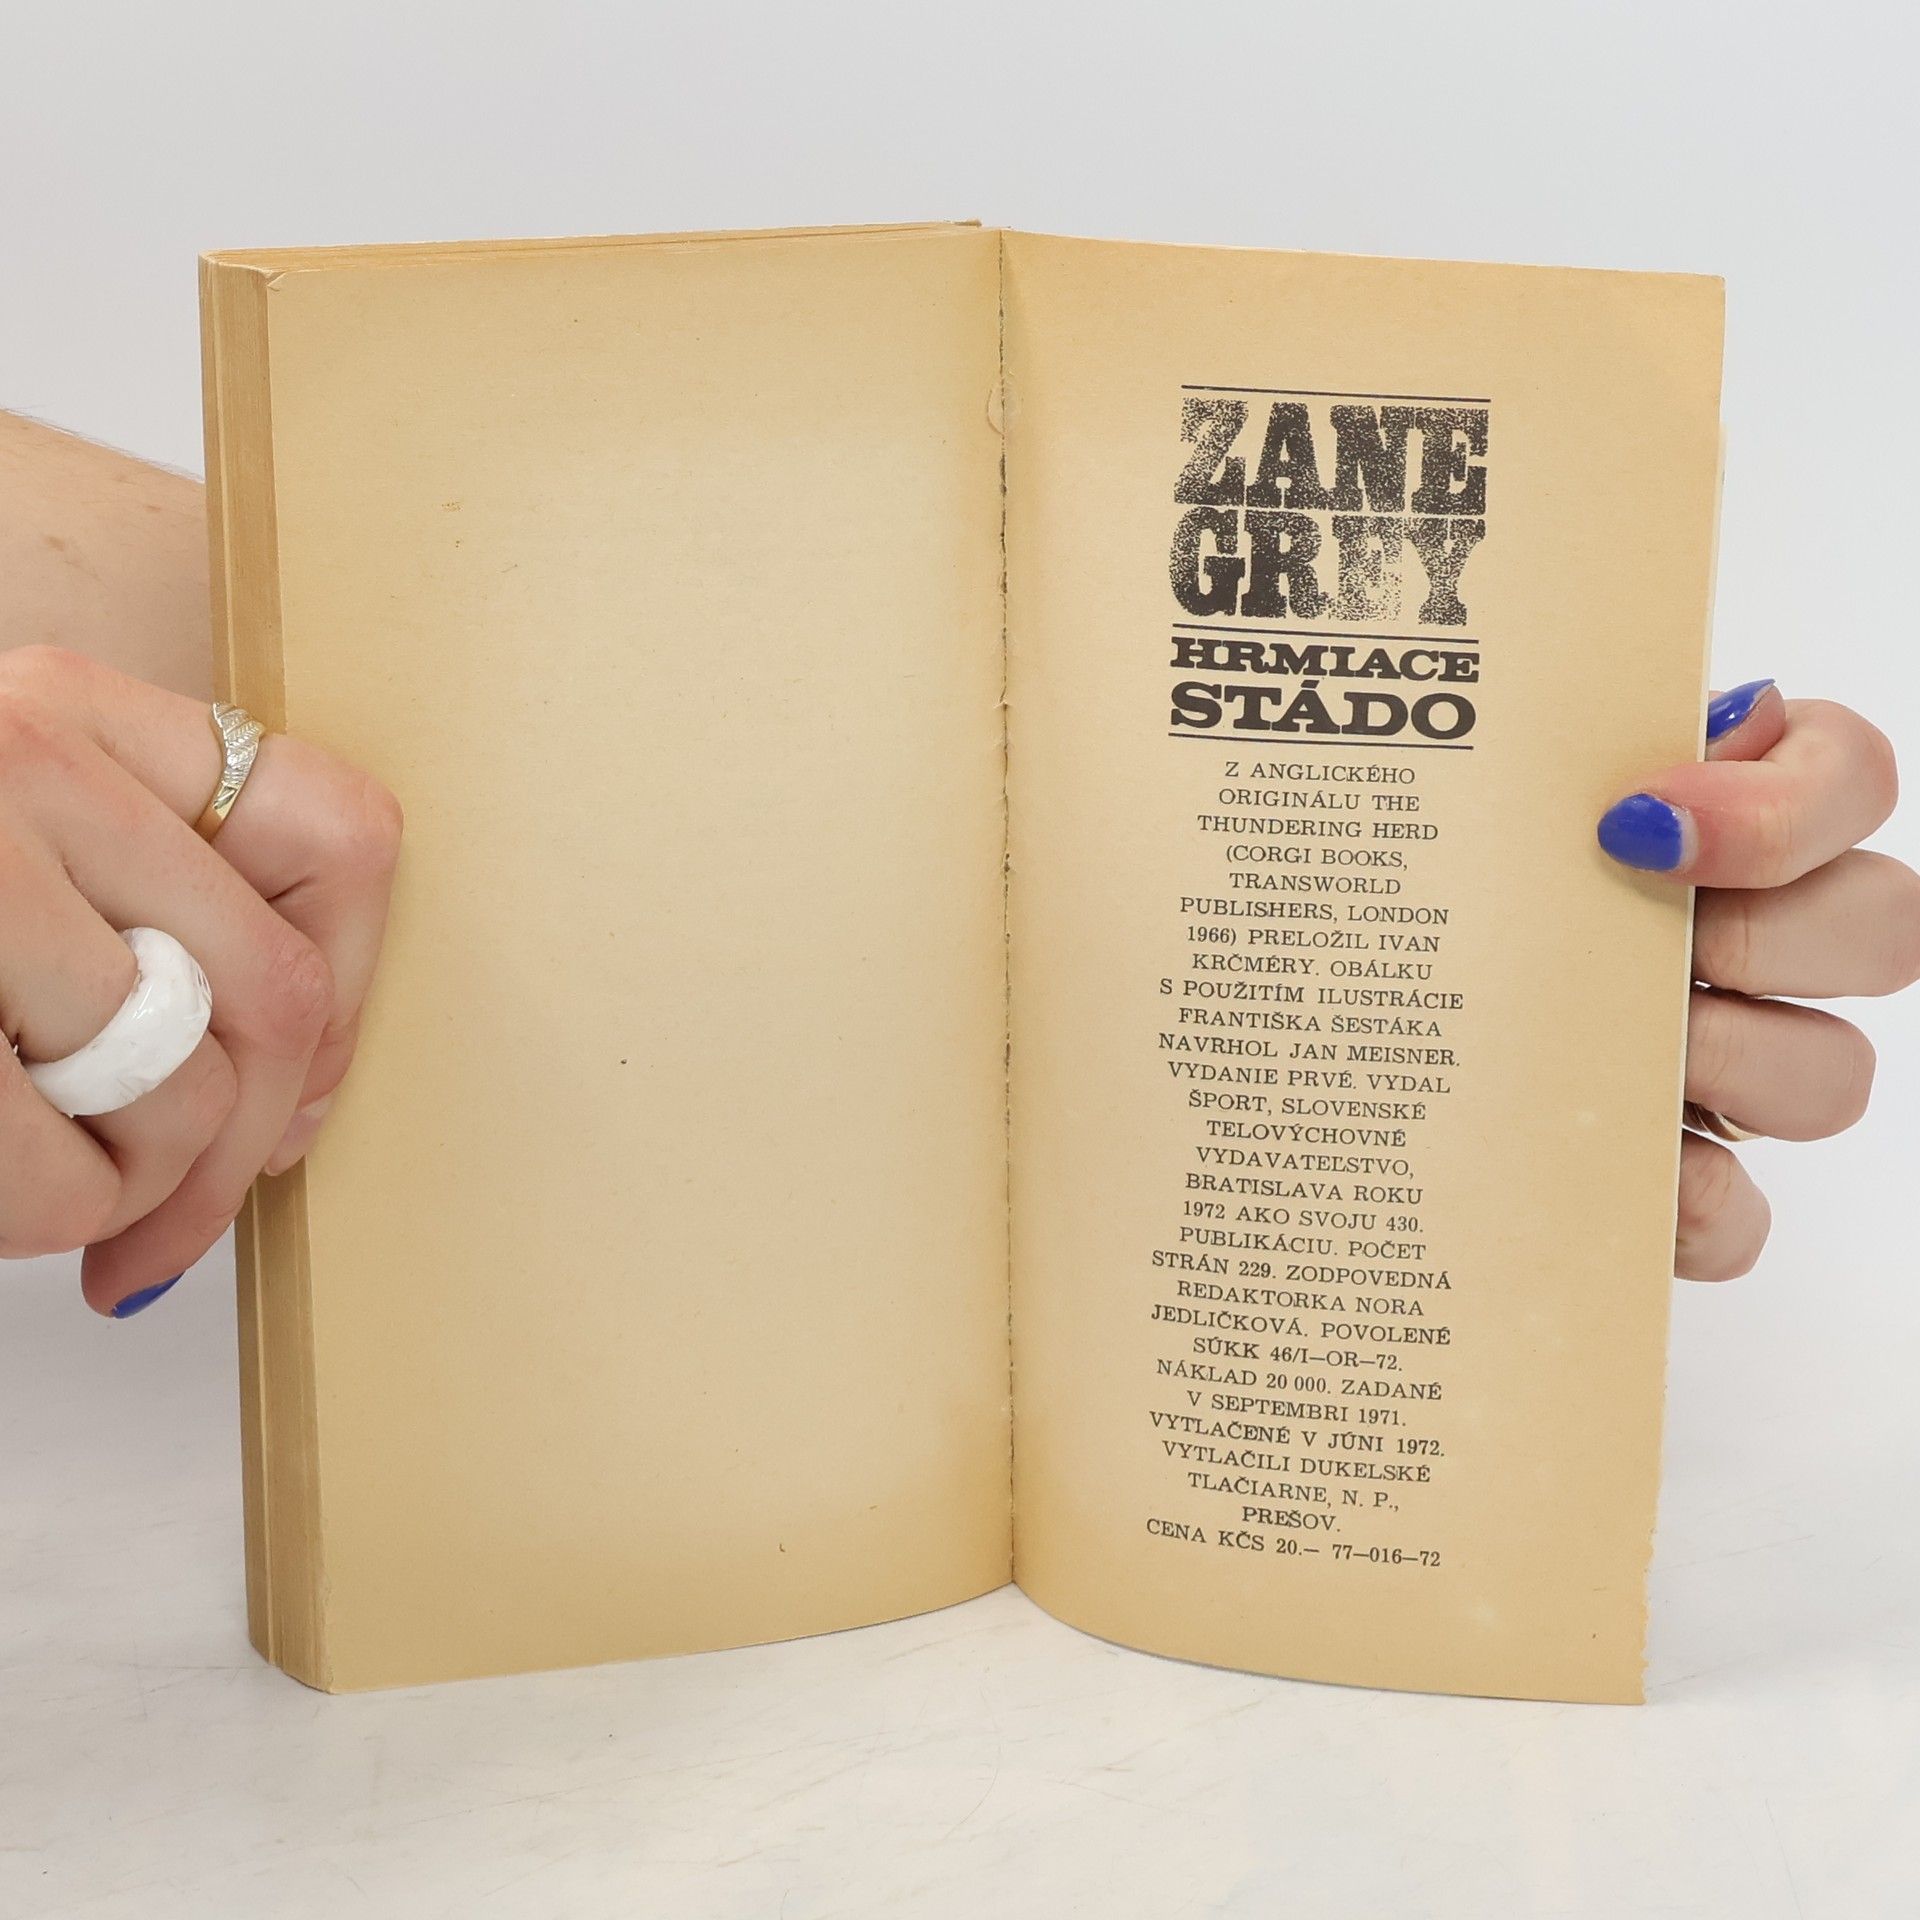 ZANE
GREY
HRMIACE
STÁDO
Z ANGLICKÉHO
ORIGINÁLU THE
THUNDERING HERD
(CORGI BOOKS,
TRANSWORLD
PUBLISHERS, LONDON
1966) PRELOŽIL IVAN
KRČMÉRY. OBÁLKU
S POUŽITÍM ILUSTRÁCIE
FRANTIŠKA ŠESTÁKA
NAVRHOL JAN MEISNER.
VYDANIE PRVÉ. VYDAL
ŠPORT, SLOVENSKÉ
TELOVÝCHOVNÉ
VYDAVATEĽSTVO,
BRATISLAVA ROKU
1972 AKO SVOJU 430.
PUBLIKÁCIU. POČET
STRÁN 229. ZODPOVEDNÁ
REDAKTORKA NORA
JEDLIČKOVÁ. POVOLENÉ
SÚKK 46/I—OR—72.
NÁKLAD 20 000. ZADANÉ
V SEPTEMBRI 1971.
VYTLAČENÉ V JÚNI 1972.
VYTLAČILI DUKELSKÉ
TLAČIARNE, N. P.,
PREŠOV.
CENA KČS 20.— 77—016—72